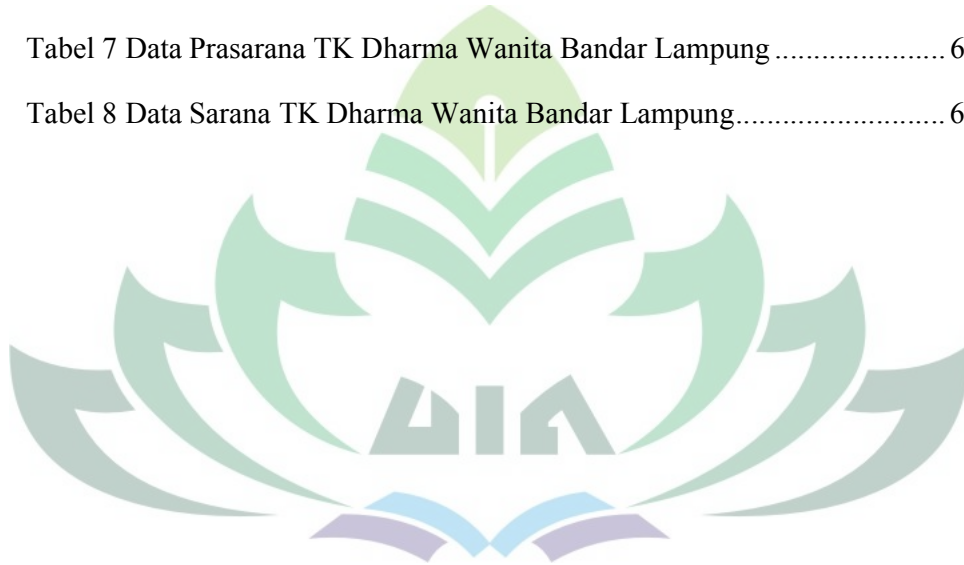 Tabel 7 Data Prasarana TK Dharma Wanita Bandar Lampung ...................... 6
Tabel 8 Data Sarana TK Dharma Wanita Bandar Lampung........................... 6
UIN